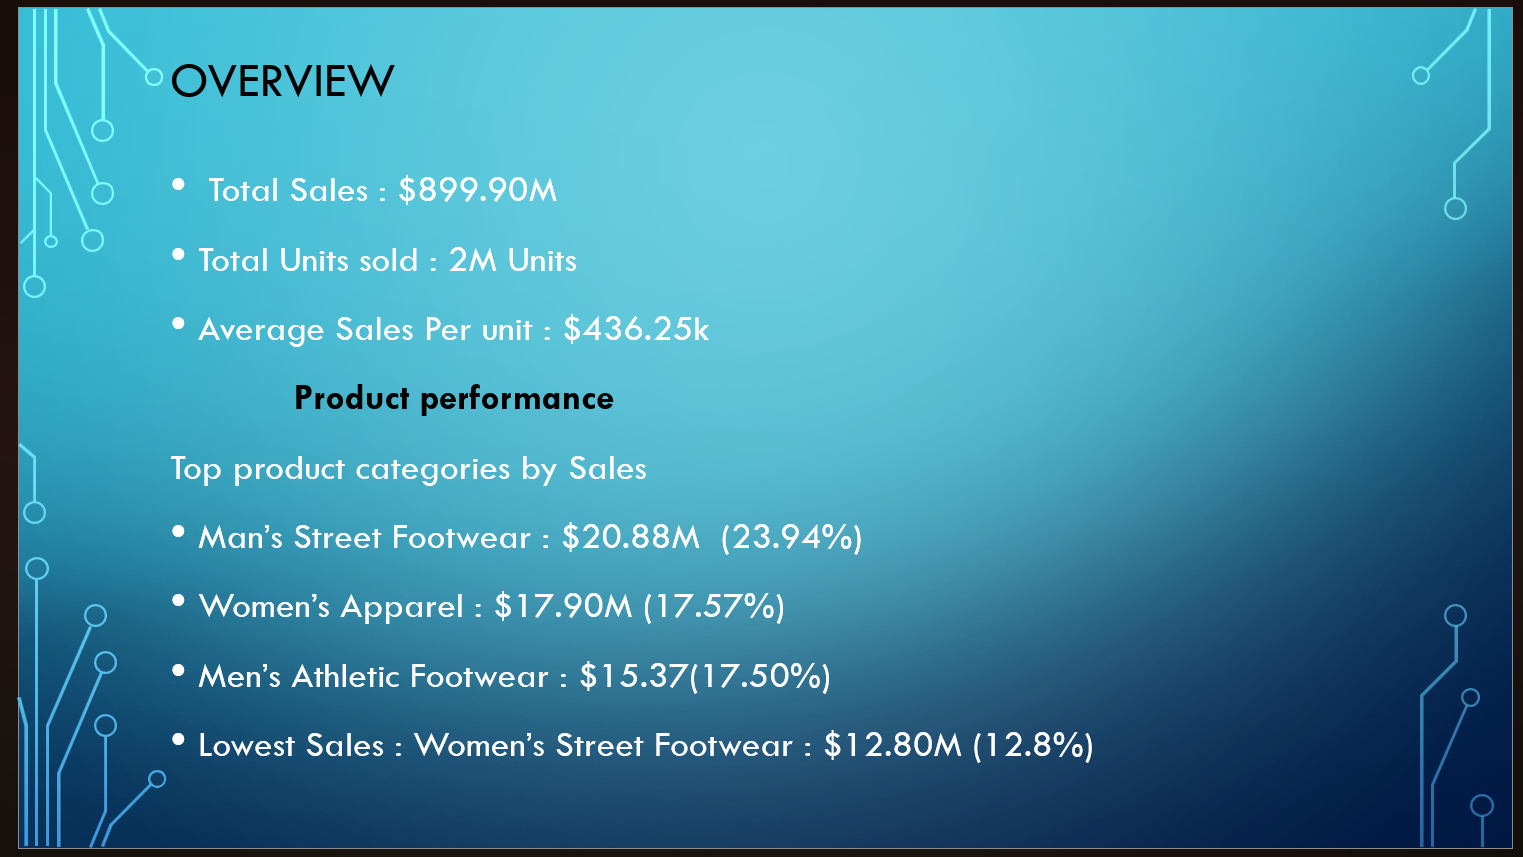 OVERVIEW
• Total Sales : $899.90M
• Total Units sold : 2M Units
• Average Sales Per unit : $436.25k
Product performance
Top product categories by Sales
• Man’s Street Footwear : $20.88M (23.94%)
• Women’s Apparel : $17.90M (17.57%)
• Men’s Athletic Footwear : $15.37(17.50%)
• Lowest Sales : Women’s Street Footwear : $12.80M (12.8%)